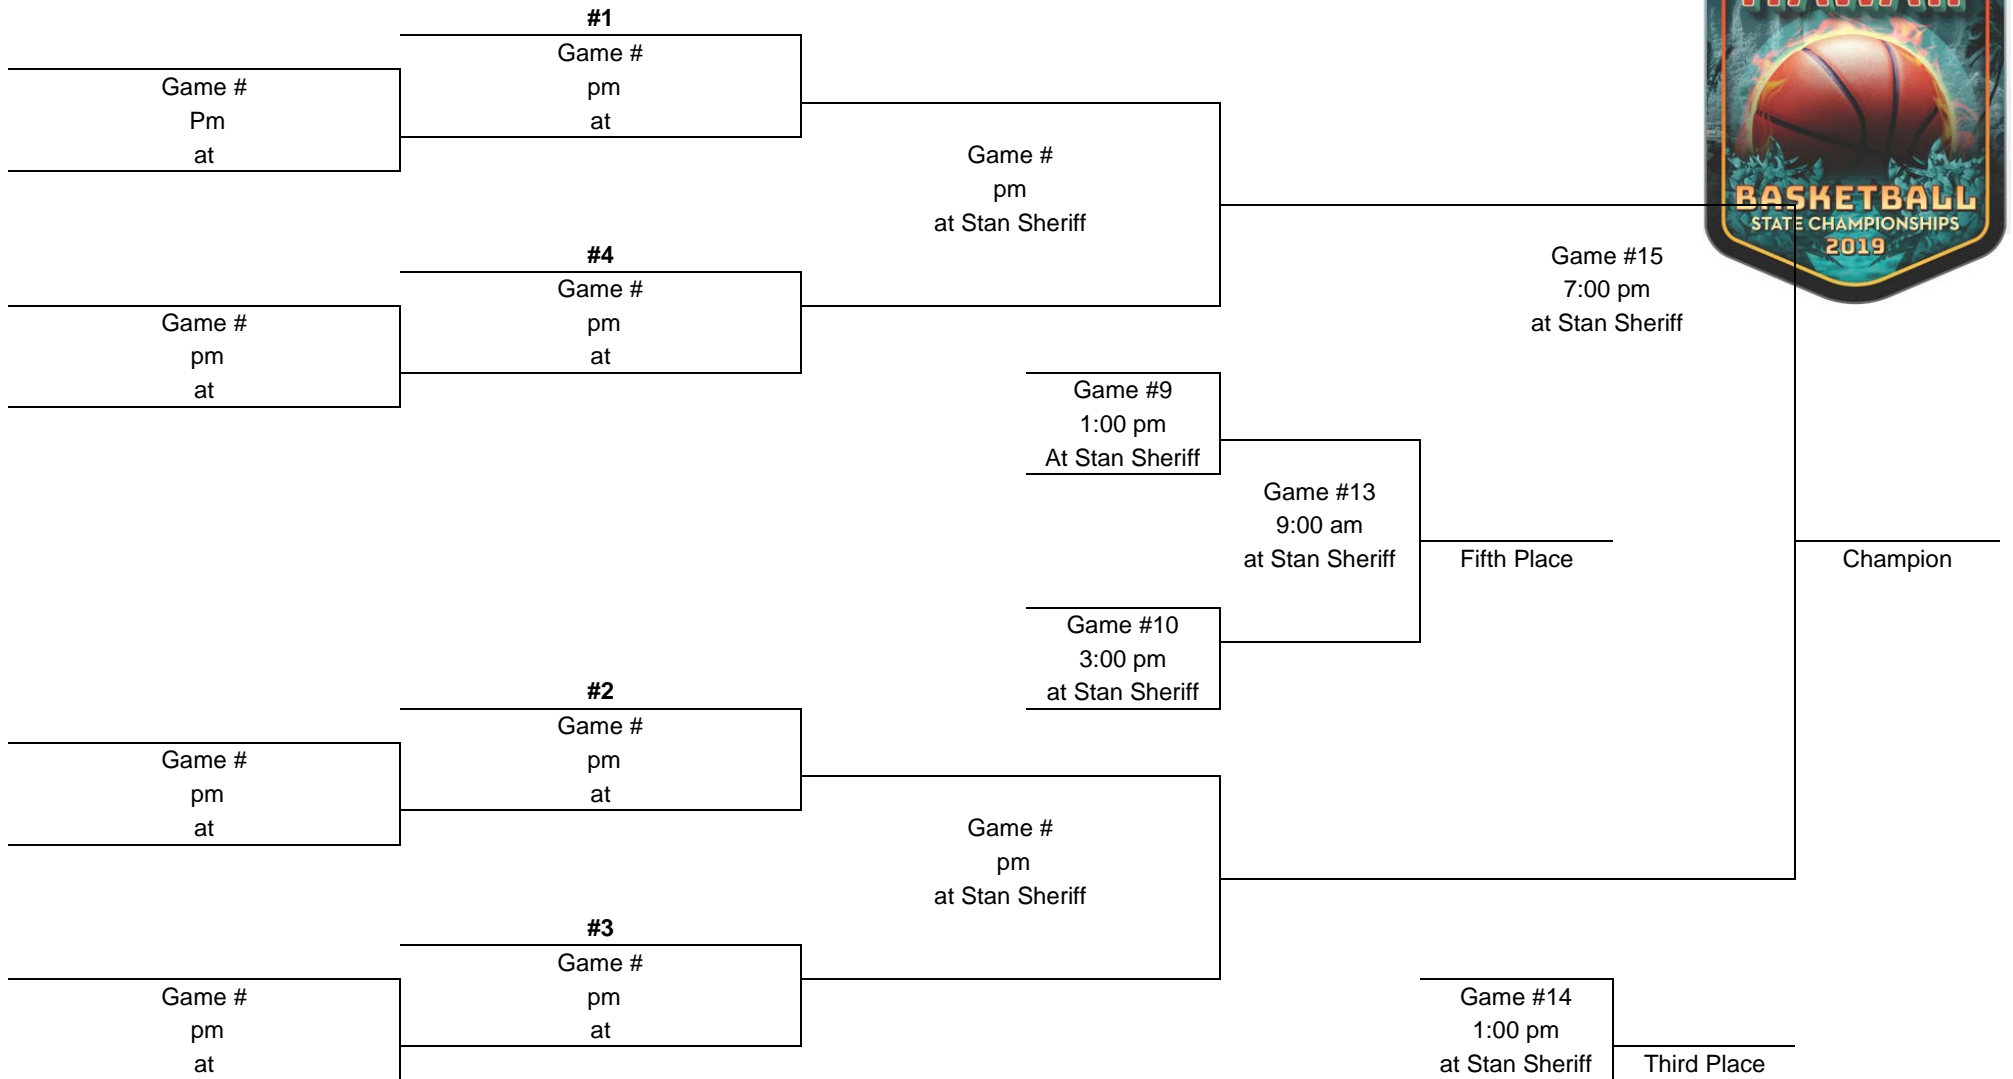 #1
Game #
pm
at
Game #
Pm
at
Game #
pm
at Stan Sheriff
#4
Game #
pm
at
Game #
pm
at
Game #15
7:00 pm
at Stan Sheriff
HAWAII
BASKETBALL
STATE CHAMPIONSHIPS
2019
Game #9
1:00 pm
At Stan Sheriff
Game #13
9:00 am
at Stan Sheriff
Fifth Place
Champion
Game #10
3:00 pm
at Stan Sheriff
#2
Game #
pm
at
Game #
pm
at
Game #
pm
at Stan Sheriff
#3
Game #
pm
at
Game #
pm
at
Game #14
1:00 pm
at Stan Sheriff
Third Place